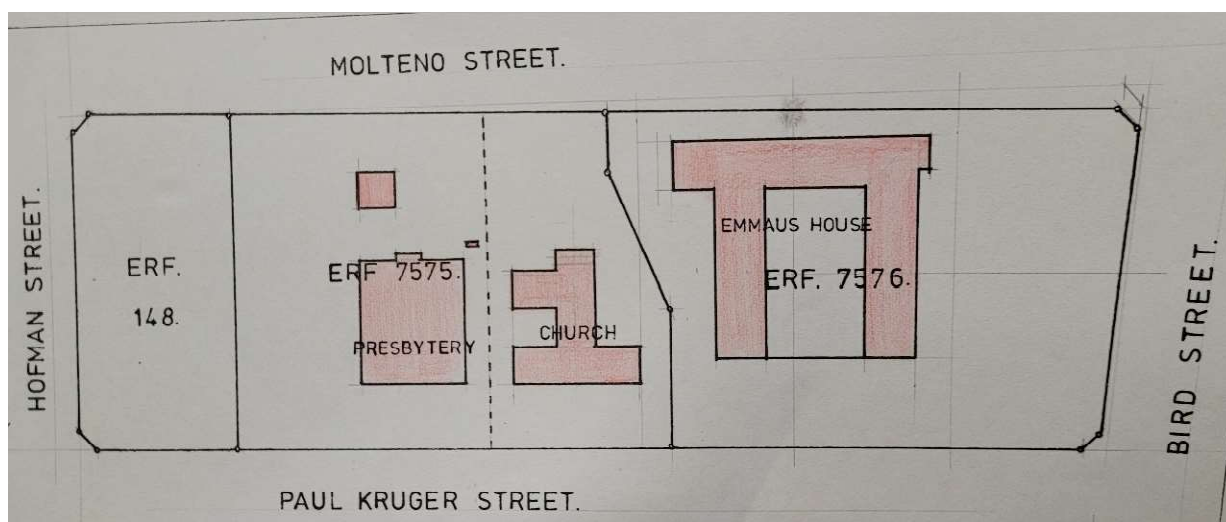 MOLTENO STREET.
HOFMAN STREET.
ERF.
148.
ERF 7575.
PRESBYTERY
CHURCH
EMMAUS HOUSE
ERF. 7576.
BIRD STREET.
PAUL KRUGER STREET.